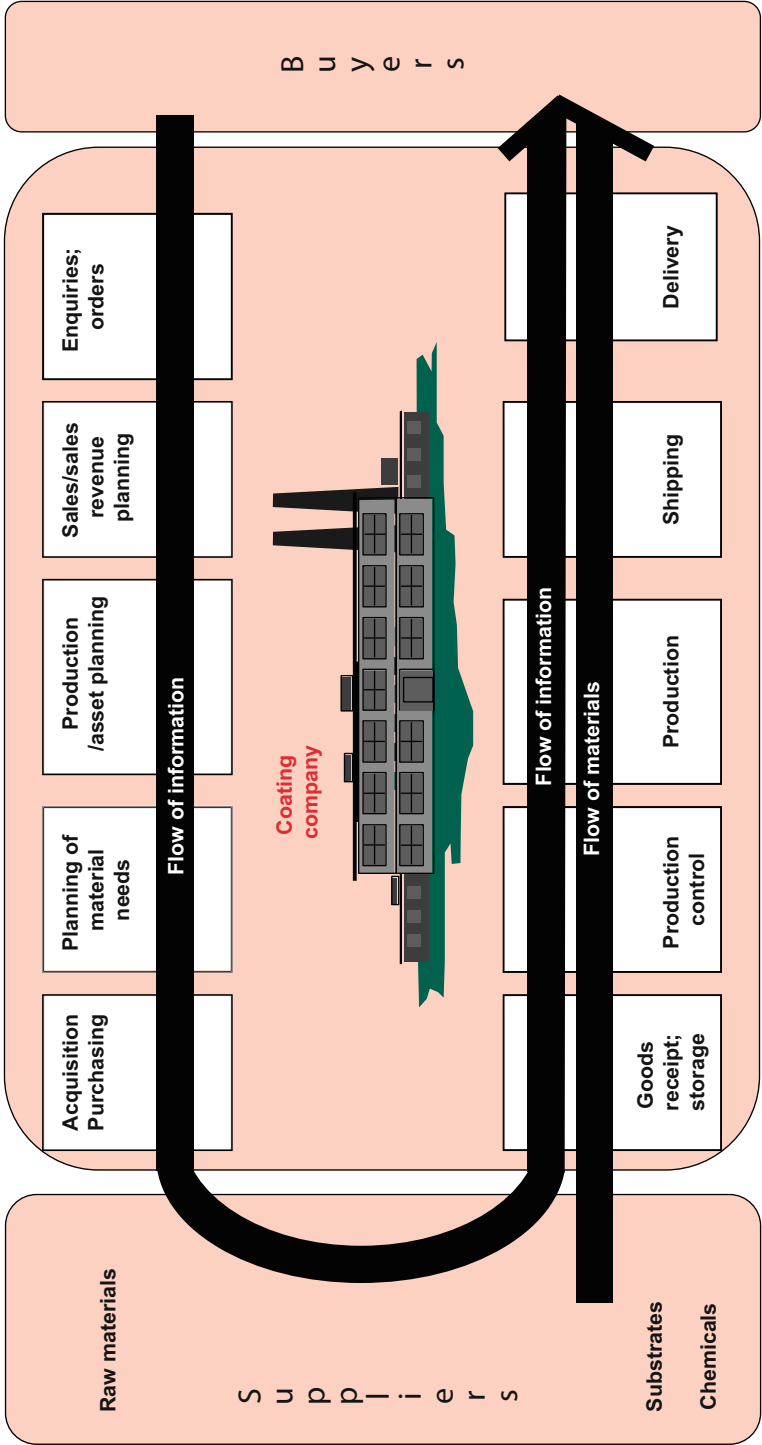 Raw materials
Suppliers
Substrates
Chemicals
Acquisition
Purchasing
Planning of
material
needs
Production
/asset planning
Sales/sales
revenue
planning
Enquiries;
orders
Flow of information
Coating
company
Flow of information
Flow of materials
Goods
receipt;
storage
Production
control
Production
Shipping
Delivery
Buyers